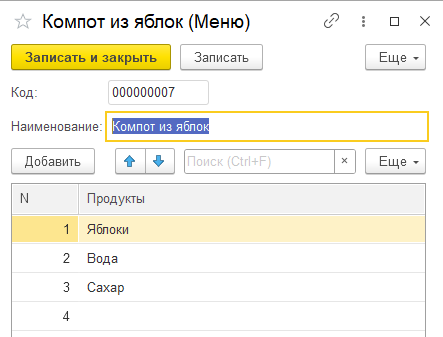 Компот из яблок (Меню)
Записать и закрыть Записать Еще
Код: 000000007
Наименование: Компот из яблок
Добавить Поиск (Ctrl+F) × Еще
N Продукты
1 Яблоки
2 Вода
3 Сахар
4